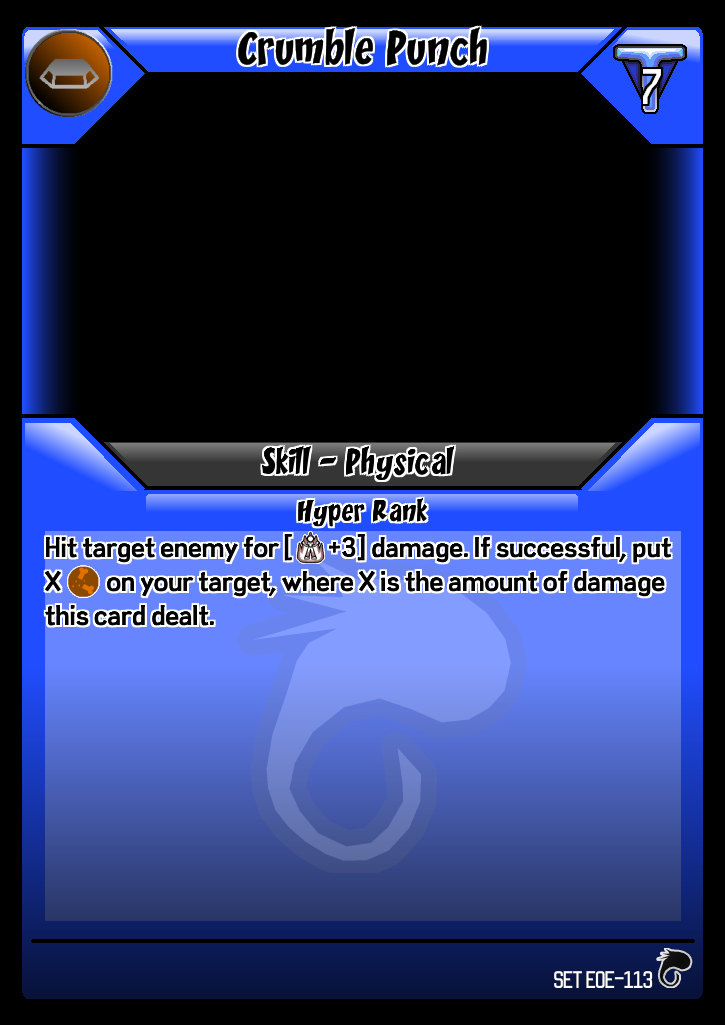 Crumble Punch
7
Skill - Physical
Hyper Rank
Hit target enemy for [ +3] damage. If successful, put
X on your target, where X is the amount of damage
this card dealt.
SET EOE-113